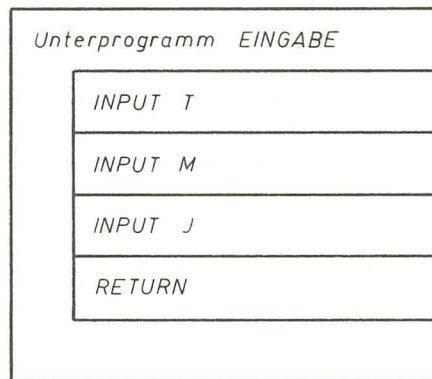 Unterprogramm EINGABE
INPUT T
INPUT M
INPUT J
RETURN